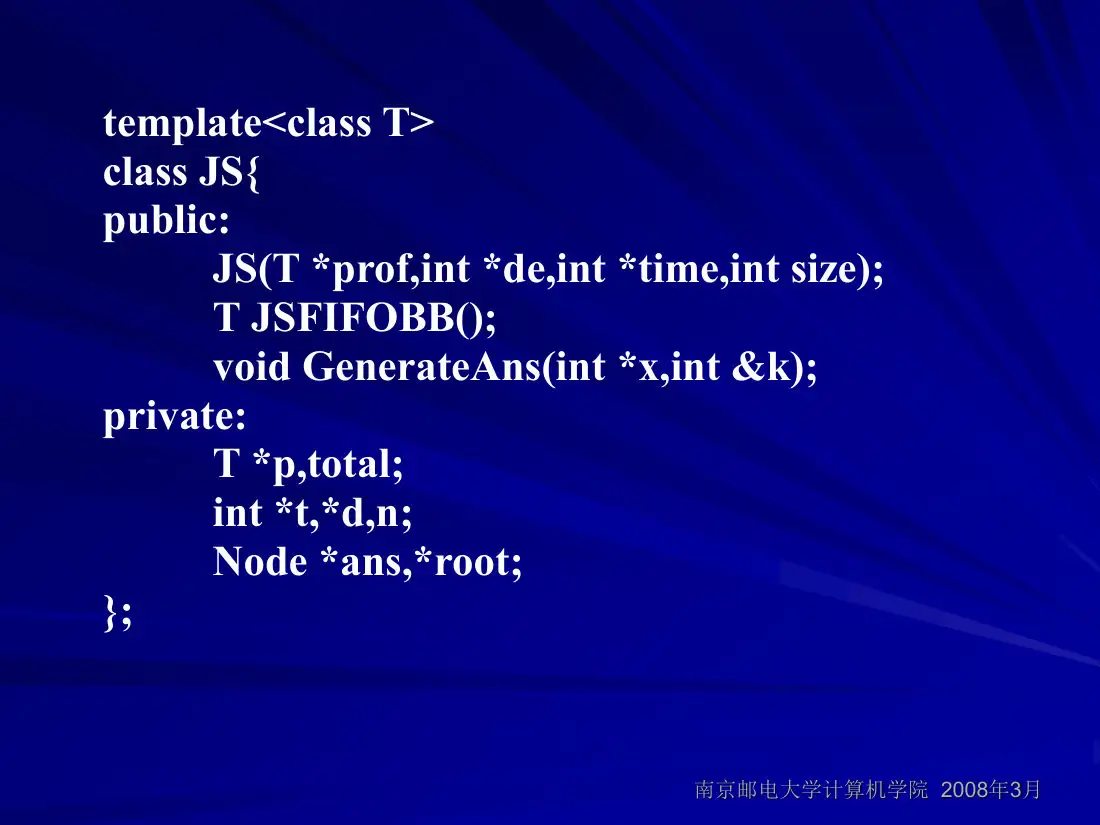 template<class T>
class JS{
public:
JS(T *prof,int *de,int *time,int size);
T JSFIFOBB();
void GenerateAns(int *x,int &k);
private:
T *p,total;
int *t,*d,n;
Node *ans,*root;
};
南京邮电大学计算机学院 2008年3月